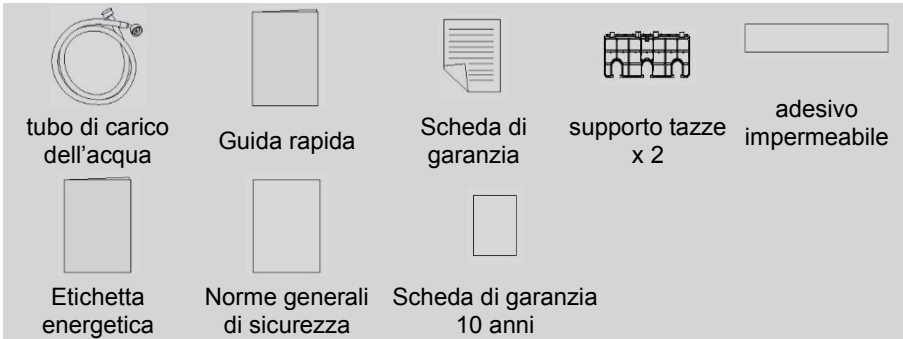 tubo di carico
dell’acqua
Guida rapida
Scheda di
garanzia
supporto tazze
x 2
adesivo
impermeabile
Etichetta
energetica
Norme generali
di sicurezza
Scheda di garanzia
10 anni